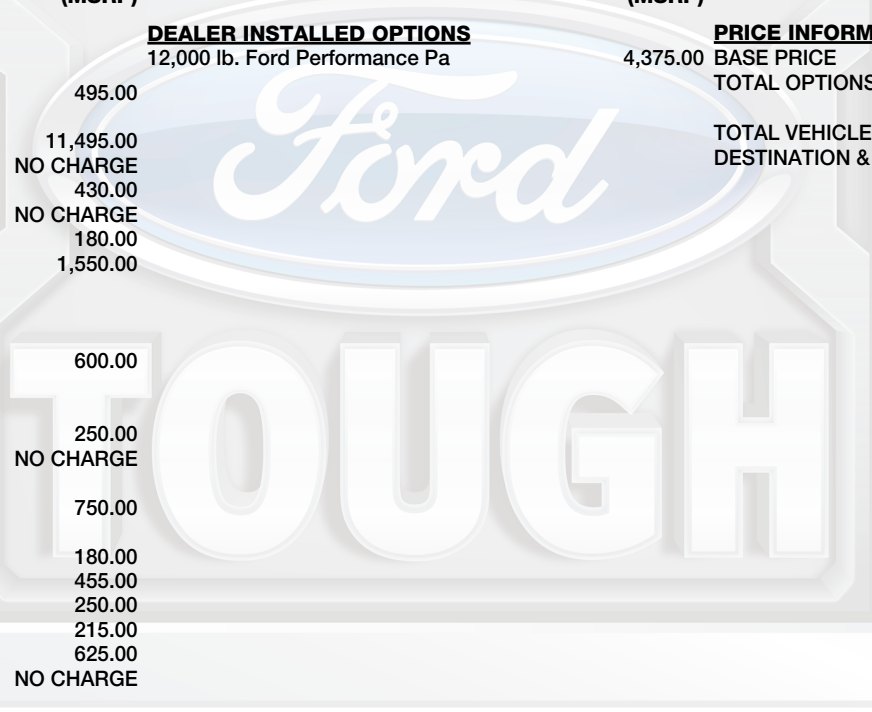 (MSRP) (MSRP)
DEALER INSTALLED OPTIONS PRICE INFORM
12,000 lb. Ford Performance Pa 4,375.00 BASE PRICE
TOTAL OPTIONS
495.00
TOTAL VEHICLE
11,495.00
DESTINATION &
NO CHARGE
430.00
NO CHARGE
180.00
1,550.00
600.00
250.00
NO CHARGE
750.00
180.00
455.00
250.00
215.00
625.00
NO CHARGE
Ford
TOUGH